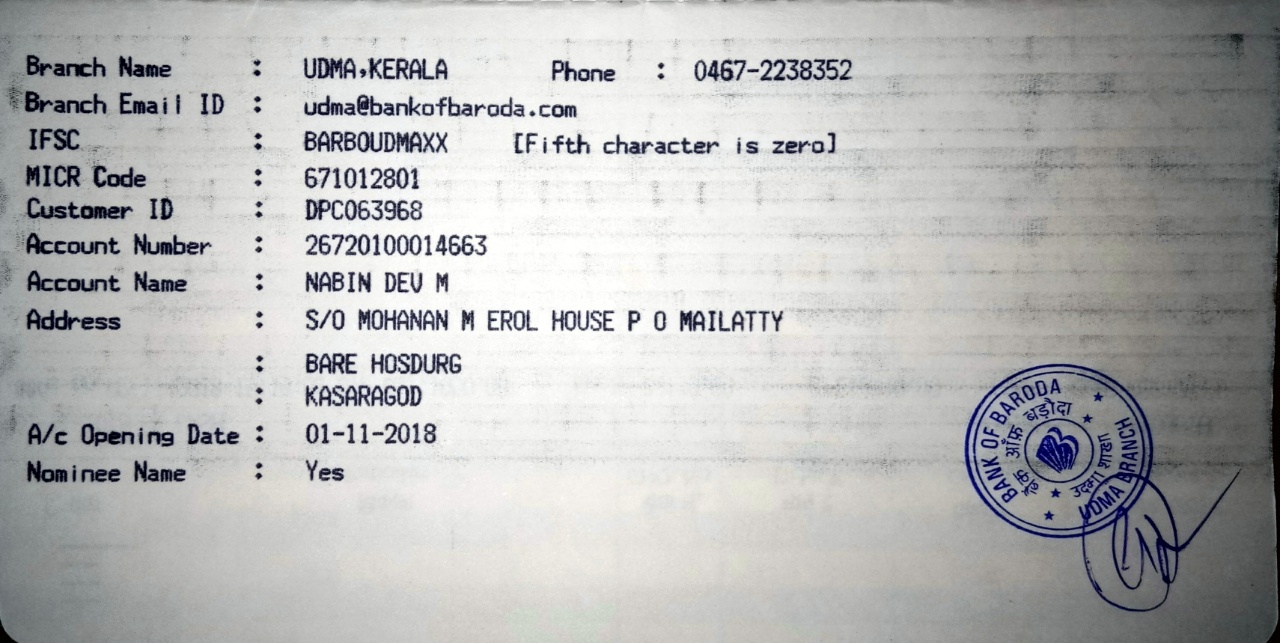 Branch Name : UDMA,KERALA Phone : 0467-2238352
Branch Email ID : udma@bankofbaroda.com
IFSC : BARB0UDMAXX [Fifth character is zero]
MICR Code : 671012801
Customer ID : DPC063968
Account Number : 26720100014663
Account Name : NABIN DEV M
Address : S/O MOHANAN M EROL HOUSE P O MAILATTY
: BARE HOSDURG
: KASARAGOD
A/c Opening Date : 01-11-2018
Nominee Name : Yes
BANK OF BARODA
बैंक ऑफ़ बड़ौदा
उदमा शाखा
UDMA BRANCH